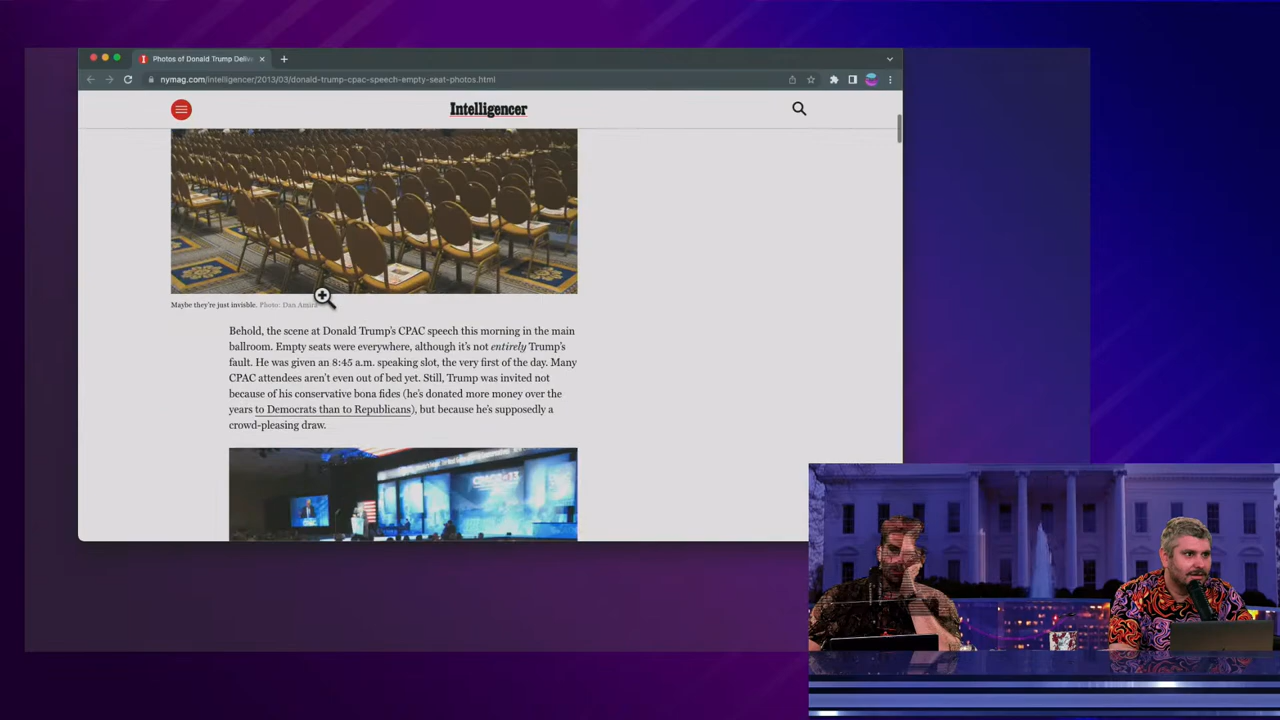 Photos of Donald Trump Delive
nymag.com/intelligencer/2013/03/donald-trump-cpac-speech-empty-seat-photos.html
Intelligencer
Maybe they're just invisble. Photo: Dan Amira
Behold, the scene at Donald Trump's CPAC speech this morning in the main
ballroom. Empty seats were everywhere, although it's not entirely Trump's
fault. He was given an 8:45 a.m. speaking slot, the very first of the day. Many
CPAC attendees aren't even out of bed yet. Still, Trump was invited not
because of his conservative bona fides (he's donated more money over the
years to Democrats than to Republicans), but because he's supposedly a
crowd-pleasing draw.